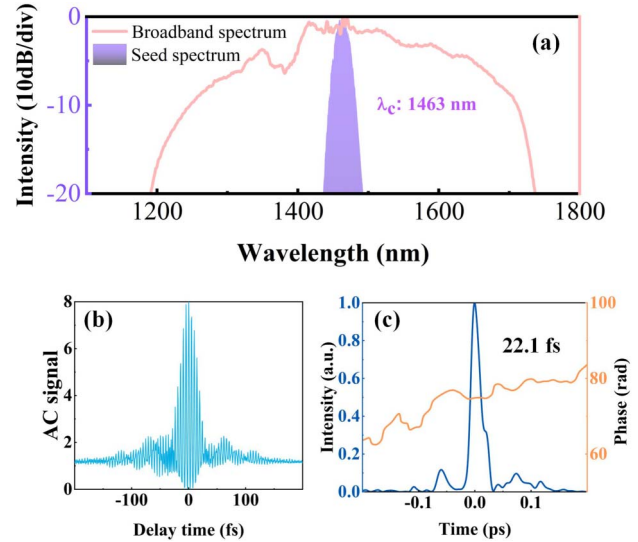 Intensity (10dB/div)
0
-10
-20
Broadband spectrum
Seed spectrum
(a)
λc: 1463 nm
1200 1400 1600 1800
Wavelength (nm)
AC signal
8
6
4
2
0
(b)
-100 0 100
Delay time (fs)
Intensity (a.u.)
1.0
0.8
0.6
0.4
0.2
0.0
(c)
22.1 fs
100
80
60
Phase (rad)
-0.1 0.0 0.1
Time (ps)